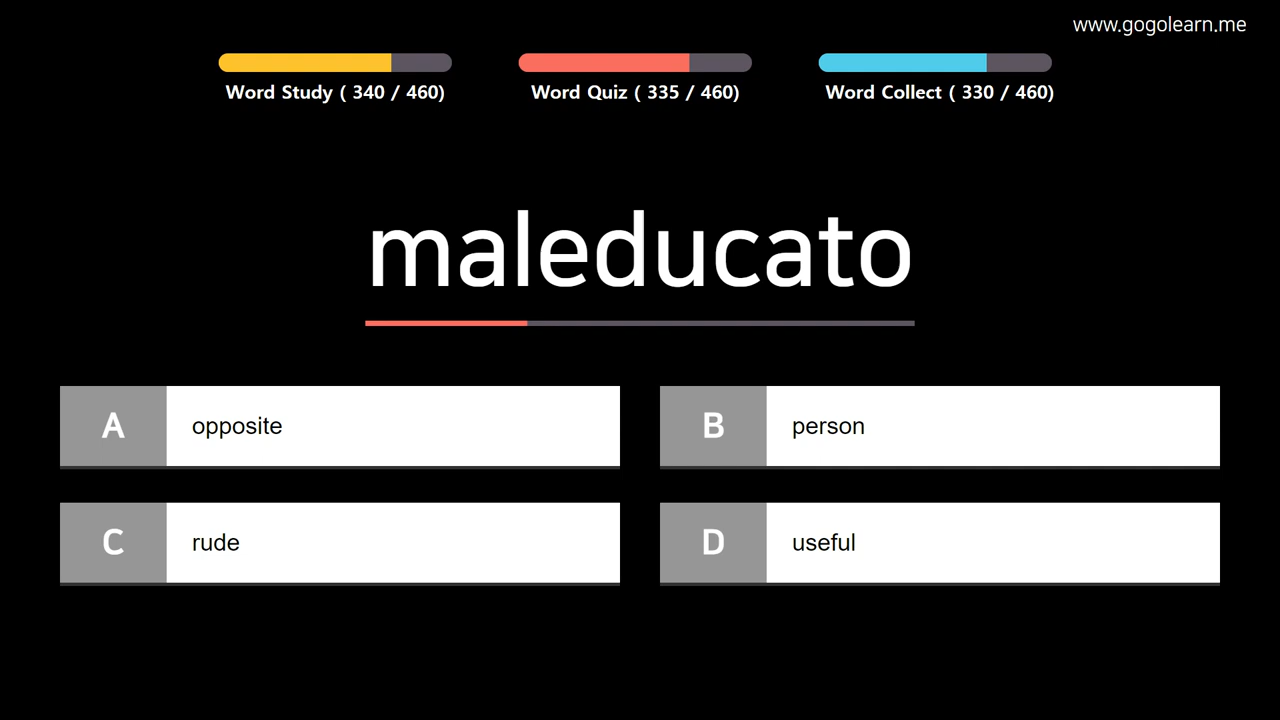 www.gogolearn.me
Word Study ( 340 / 460)
Word Quiz ( 335 / 460)
Word Collect ( 330 / 460)
maleducato
A opposite
B person
C rude
D useful